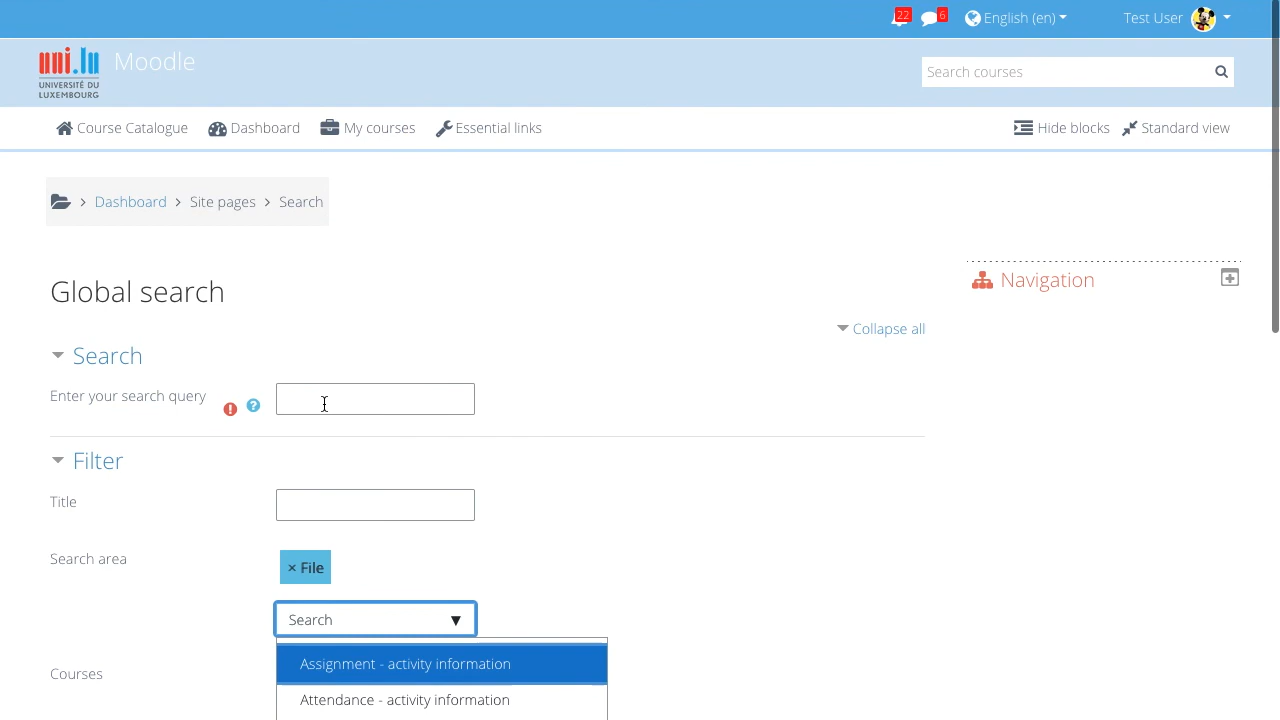 22
6
English (en)
Test User
uni.lu
UNIVERSITÉ DU
LUXEMBOURG
Moodle
Search courses
Course Catalogue
Dashboard
My courses
Essential links
Hide blocks
Standard view
Dashboard
Site pages
Search
Global search
Navigation
Collapse all
Search
Enter your search query
Filter
Title
Search area
× File
Search
Courses
Assignment - activity information
Attendance - activity information